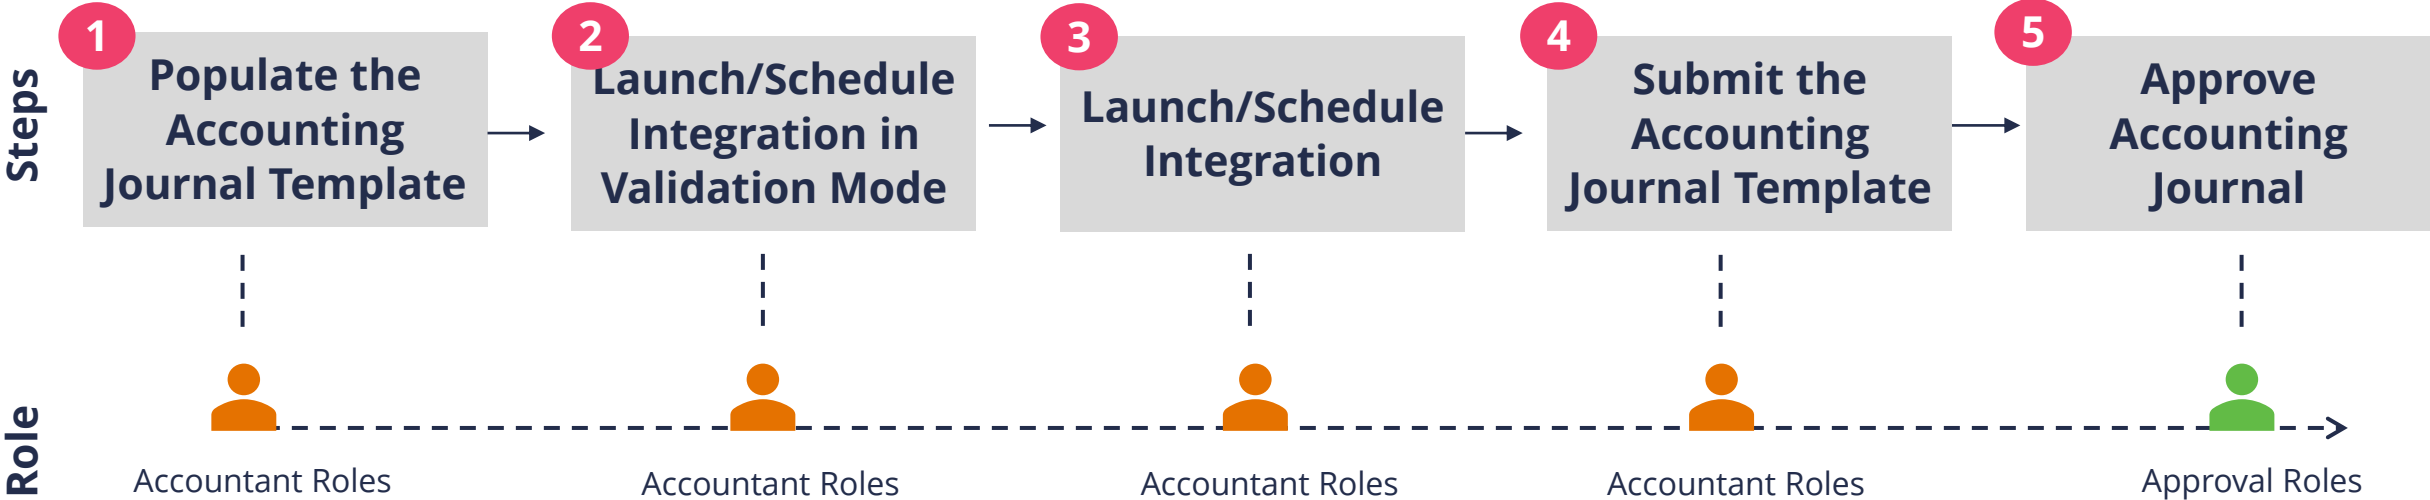 Steps
1
Populate the
Accounting
Journal Template
2
Launch/Schedule
Integration in
Validation Mode
3
Launch/Schedule
Integration
4
Submit the
Accounting
Journal Template
5
Approve
Accounting
Journal
Role
Accountant Roles
Accountant Roles
Accountant Roles
Accountant Roles
Approval Roles